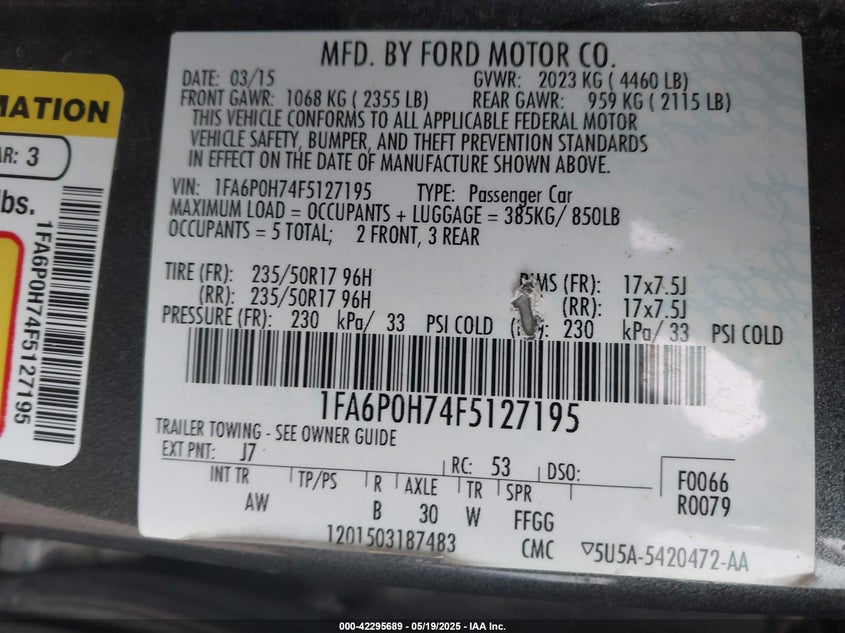 MATION
AR: 3
lbs.
1FA6P0H74F5127195
MFD. BY FORD MOTOR CO.
DATE: 03/15 GVWR: 2023 KG ( 4460 LB)
FRONT GAWR: 1068 KG ( 2355 LB) REAR GAWR: 959 KG ( 2115 LB)
THIS VEHICLE CONFORMS TO ALL APPLICABLE FEDERAL MOTOR
VEHICLE SAFETY, BUMPER, AND THEFT PREVENTION STANDARDS
IN EFFECT ON THE DATE OF MANUFACTURE SHOWN ABOVE.
VIN: 1FA6P0H74F5127195 TYPE: Passenger Car
MAXIMUM LOAD = OCCUPANTS + LUGGAGE = 385KG/ 850LB
OCCUPANTS = 5 TOTAL; 2 FRONT, 3 REAR
TIRE (FR): 235/50R17 96H IMS (FR): 17x7.5J
(RR): 235/50R17 96H (RR): 17x7.5J
PRESSURE (FR): 230 kPa/ 33 PSI COLD 230 kPa/ 33 PSI COLD
1FA6P0H74F5127195
TRAILER TOWING - SEE OWNER GUIDE
EXT PNT: J7 RC: 53 DSO: F0066
INT TR TP/PS R AXLE TR SPR R0079
AW B 30 W FFGG
1201503187483 CMC ▽5U5A-5420472-AA
000-42295689 - 05/19/2025 - IAA Inc.